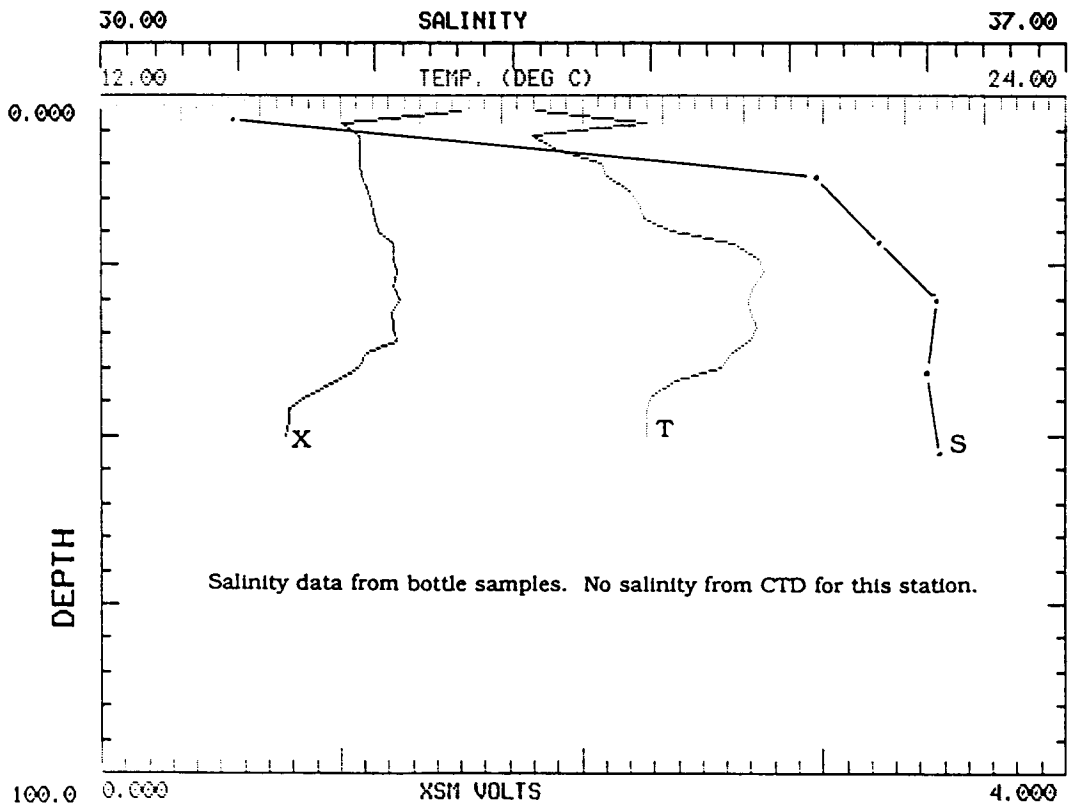 30.00 SALINITY 37.00
12.00 TEMP. (DEG C) 24.00
0.000
X T S
DEPTH
Salinity data from bottle samples. No salinity from CTD for this station.
100.0 0.000 XSM VOLTS 4.000